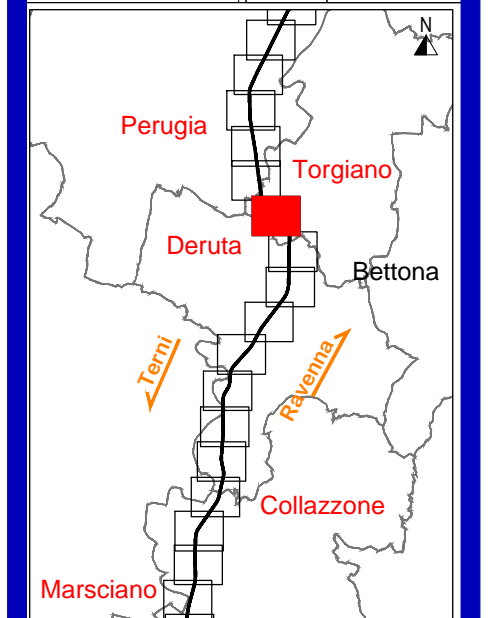 N
Perugia
Torgiano
Deruta
Bettona
Terni
Ravenna
Collazzone
Marsciano